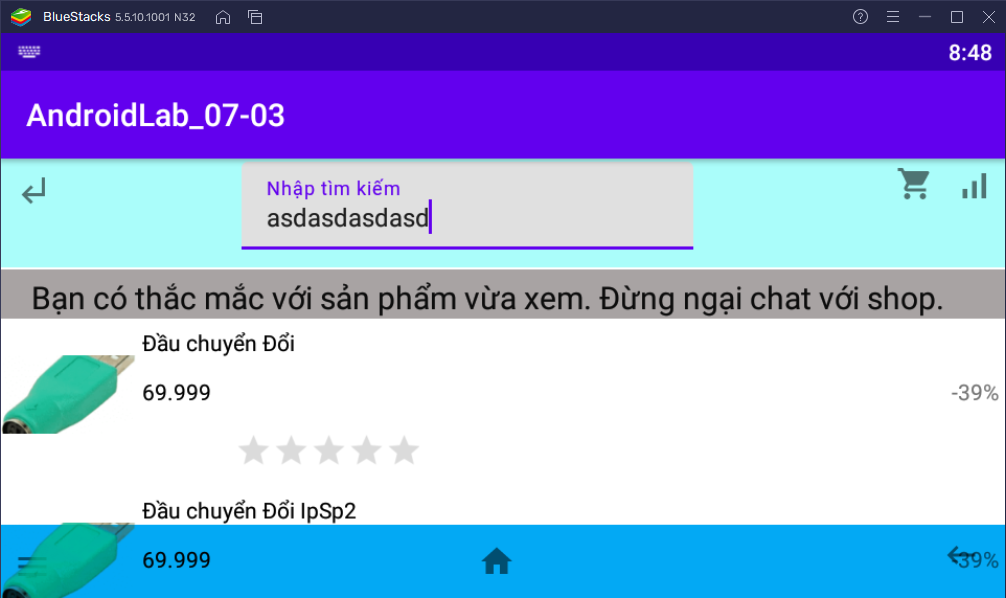 BlueStacks 5.5.10.1001 N32
8:48
AndroidLab_07-03
Nhập tìm kiếm
asdasdasdasd
Bạn có thắc mắc với sản phẩm vừa xem. Đừng ngại chat với shop.
Đầu chuyển Đổi
69.999
-39%
Đầu chuyển Đổi IpSp2
69.999
-39%